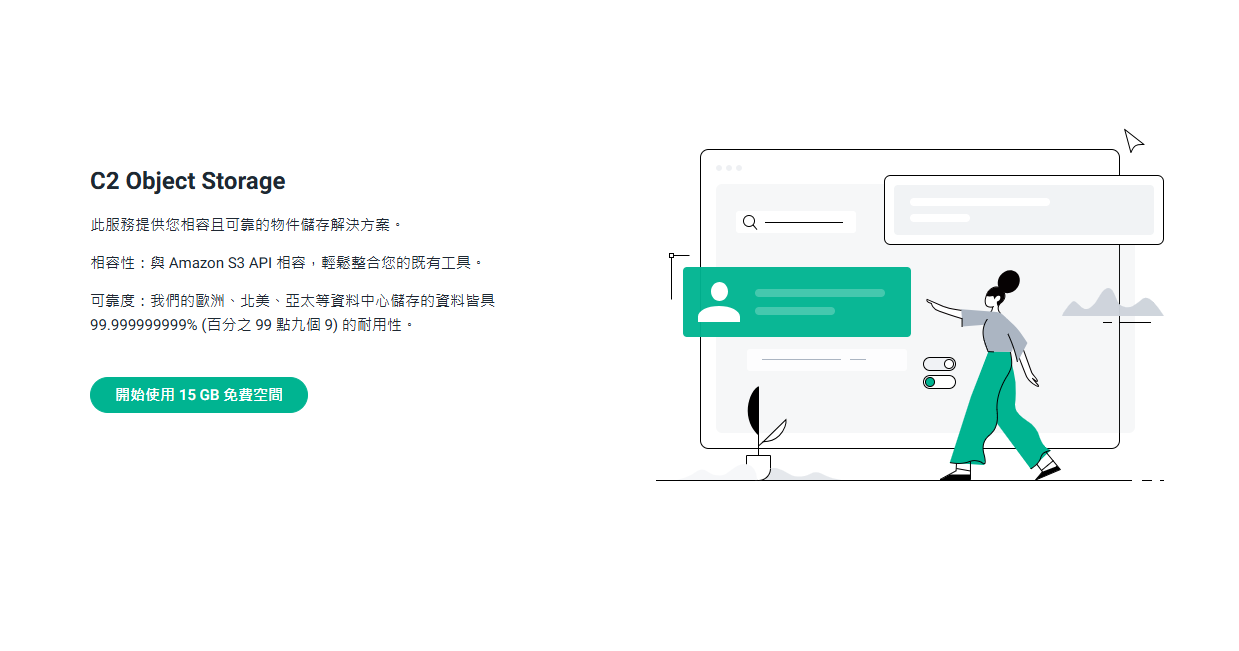 C2 Object Storage
此服務提供您相容且可靠的物件儲存解決方案。
相容性：與 Amazon S3 API 相容，輕鬆整合您的既有工具。
可靠度：我們的歐洲、北美、亞太等資料中心儲存的資料皆具
99.999999999% (百分之 99 點九個 9) 的耐用性。
開始使用 15 GB 免費空間